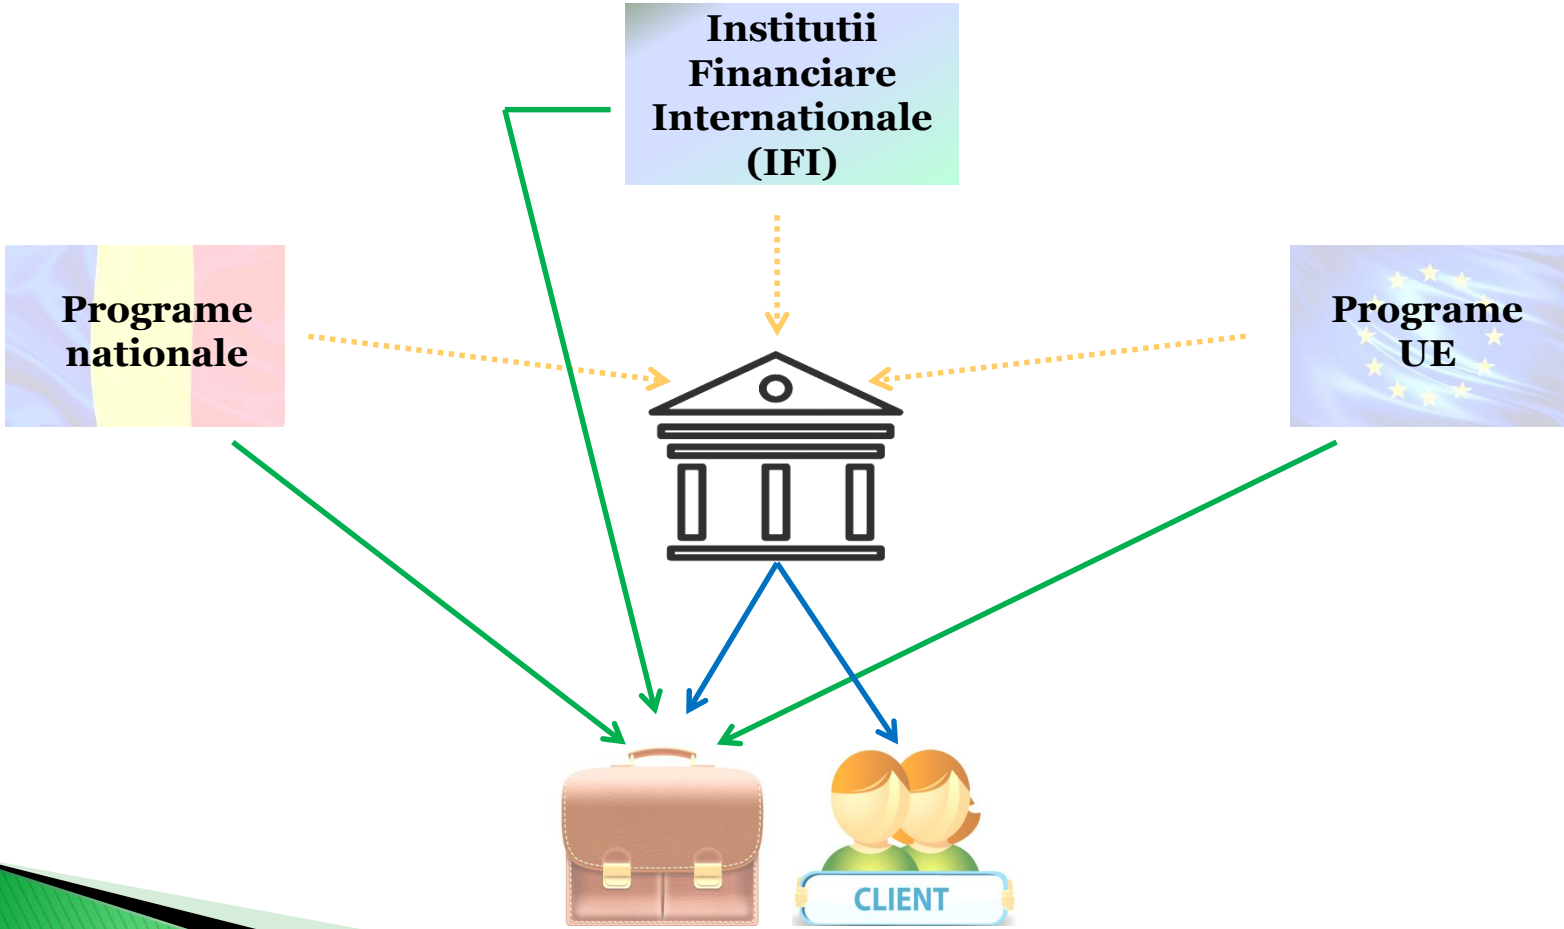 Institutii
Financiare
Internationale
(IFI)
Programe
nationale
Programe
UE
CLIENT